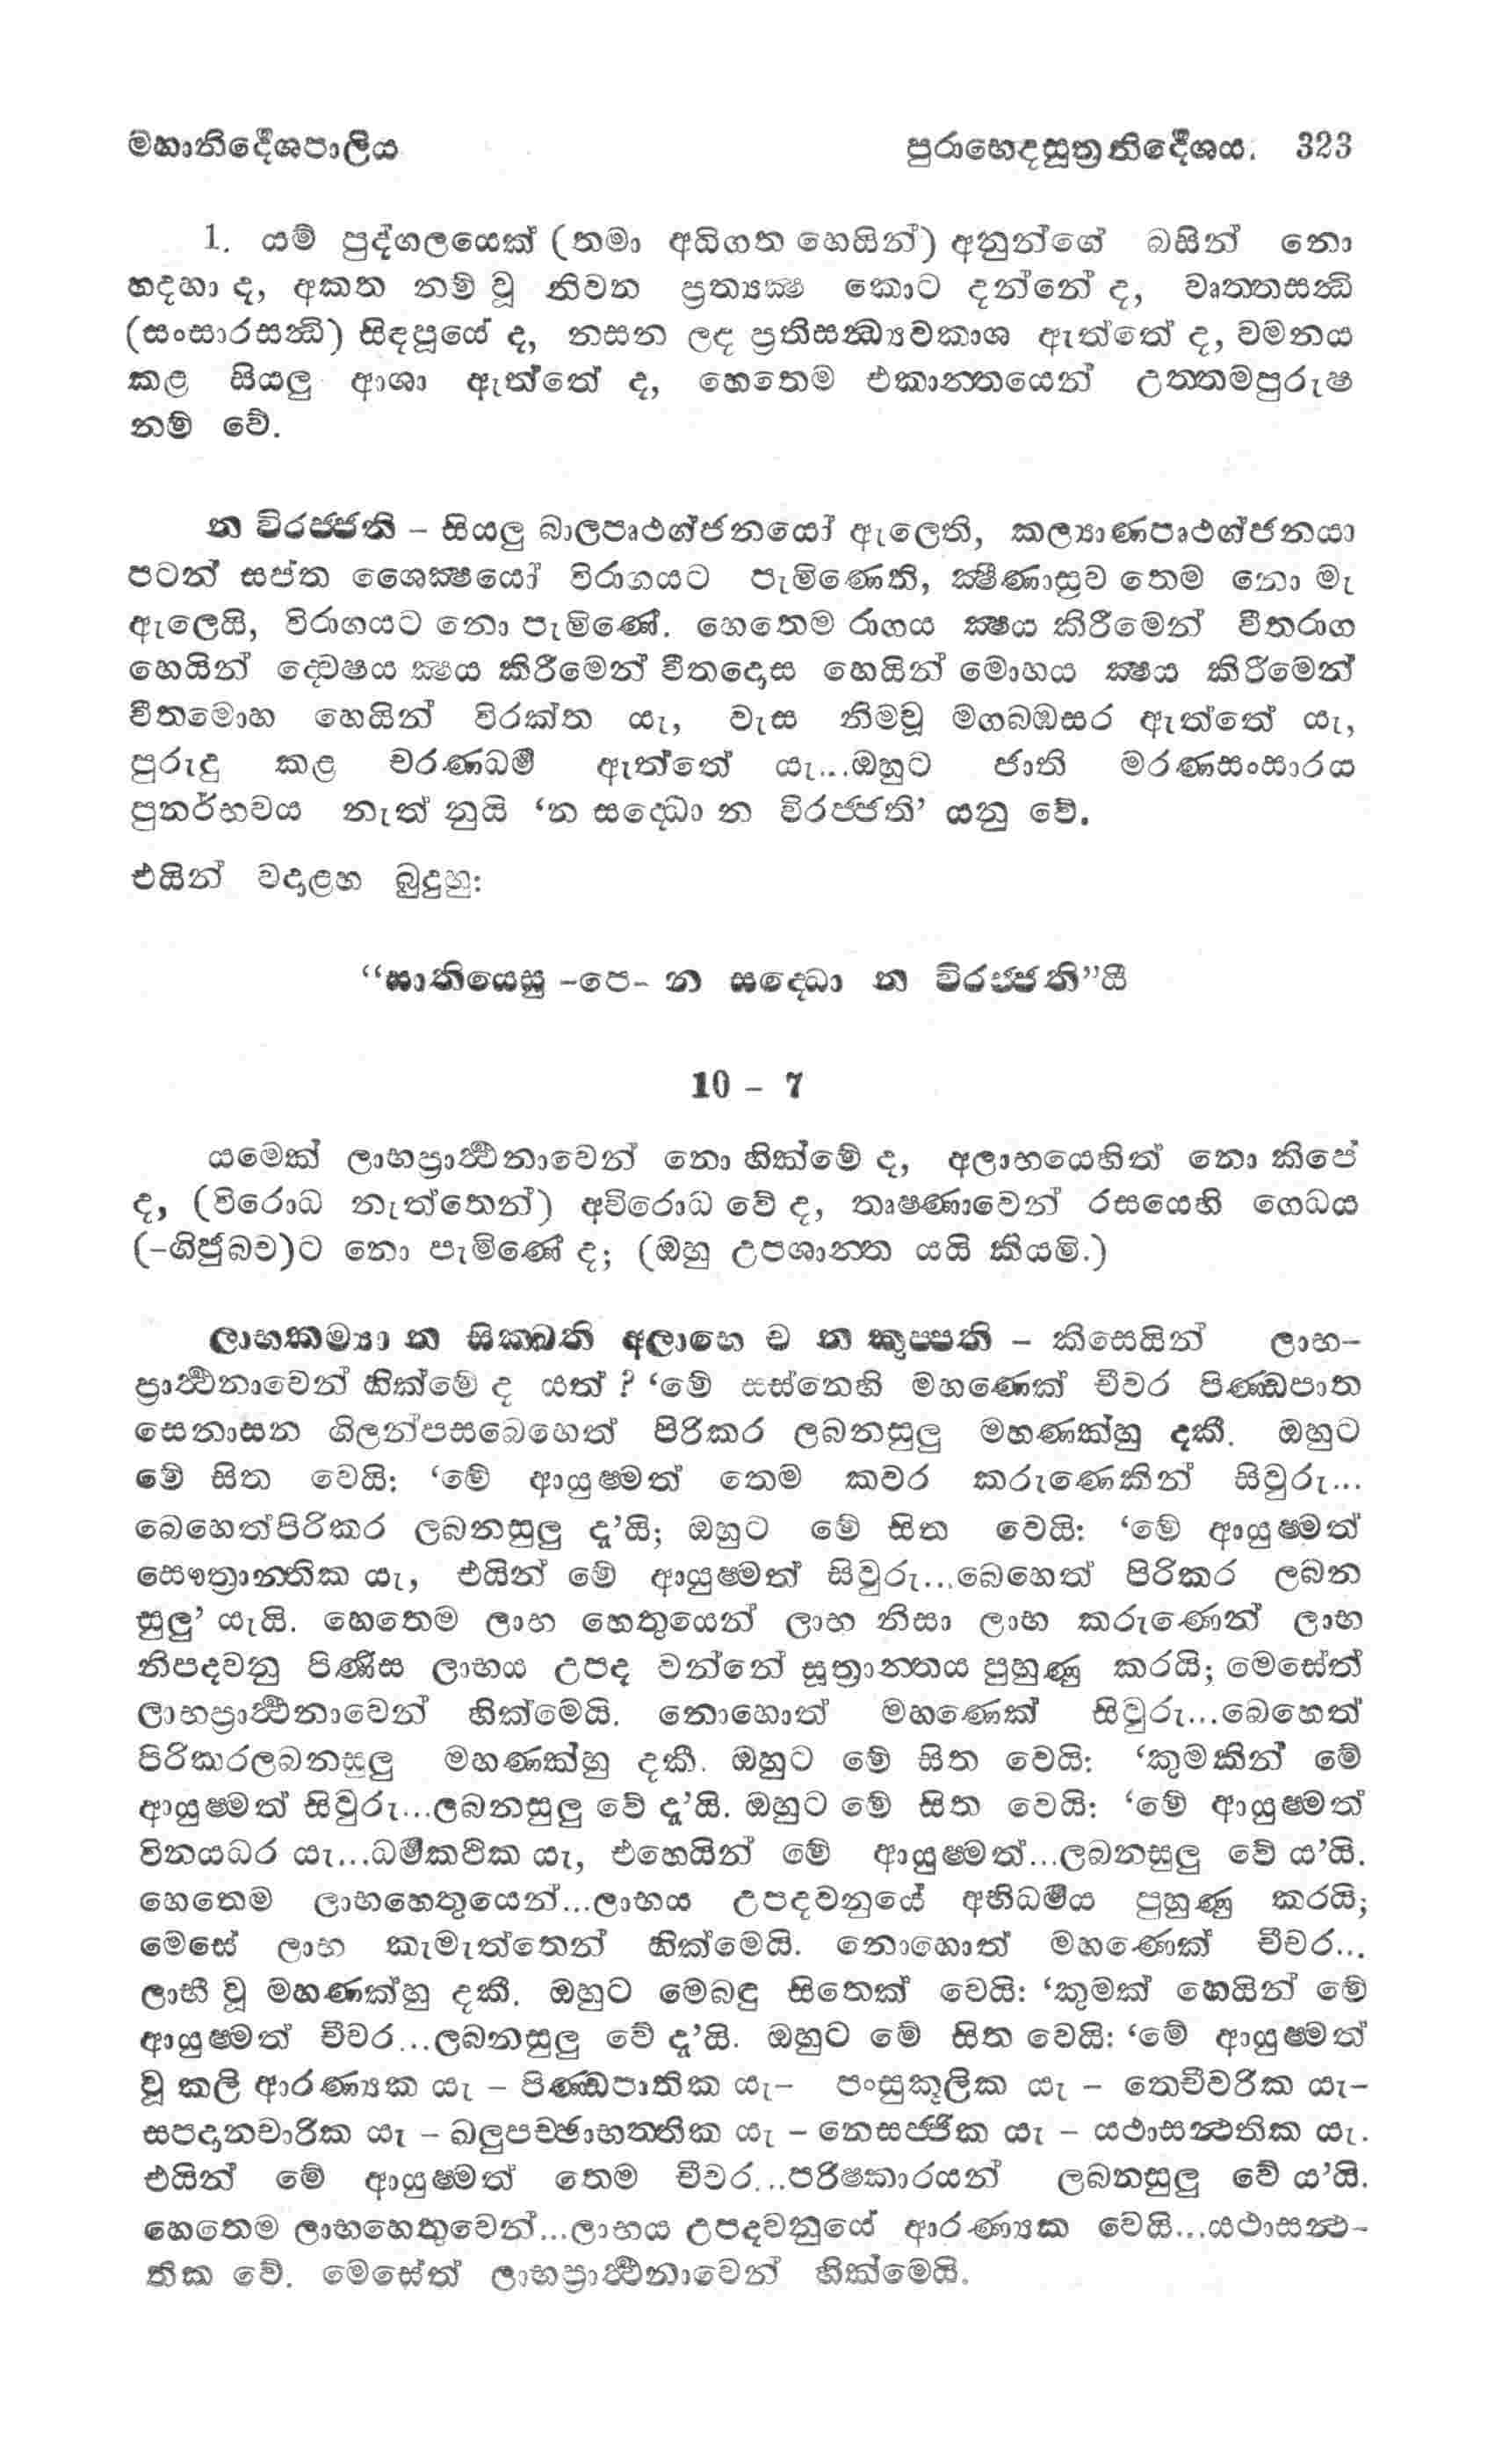 මහානිර්‍දේශපාලිය පුරාභෙදසූත්‍රනිර්‍දේශය. 323
1. යම් පුද්ගලයෙක් (තමා අධිගත හෙයින්) අනුන්ගේ බසින් නො
හදහා ද, අකත නම් වූ නිවන ප්‍රත්‍යක්‍ෂ කොට දන්නේ ද, වෘත්තසන්ධි
(සංසාරසන්ධි) සිඳපූයේ ද, නසන ලද ප්‍රතිසන්ධ්‍යවකාශ ඇත්තේ ද, වමනය
කළ සියලු ආශා ඇත්තේ ද, හෙතෙම එකාන්තයෙන් උත්තමපුරුෂ
නම් වේ.
න විරජ්ජති – සියලු බාලපෘථග්ජනයෝ ඇලෙති, කල්‍යාණපෘථග්ජනයා
පටන් සප්ත ශෛක්‍ෂයෝ විරාගයට පැමිණෙති, ක්‍ෂීණාස්‍රව තෙම නො මැ
ඇලෙයි, විරාගයට නො පැමිණේ. හෙතෙම රාගය ක්‍ෂය කිරීමෙන් වීතරාග
හෙයින් ද්වෙෂය ක්‍ෂය කිරීමෙන් වීතදොස හෙයින් මොහය ක්‍ෂය කිරීමෙන්
වීතමොහ හෙයින් විරක්ත යැ, වැස නිමවූ මගබඹසර ඇත්තේ යැ,
පුරුදු කළ චරණධර්‍ම ඇත්තේ යැ...ඔහුට ජාති මරණසංසාරය
පුනර්භවය නැත් නුයි ‘න සද්ධො න විරජ්ජති’ යනු වේ.
එයින් වදාළහ බුදුහු:
“සාතියෙසු -පෙ- න සද්ධො න විරජ්ජති”යී
10 – 7
යමෙක් ලාභප්‍රාර්‍ථනාවෙන් නො හික්මේ ද, අලාභයෙහින් නො කිපේ
ද, (විරොධ නැත්තෙන්) අවිරොධ වේ ද, තෘෂ්ණාවෙන් රසයෙහි ගෙධය
(-ගිජුබව)ට නො පැමිණේ ද; (ඔහු උපශාන්ත යයි කියමි.)
ලාභකම්‍යා න සික්ඛති අලාභෙ ච න කුප්පති – කිසෙයින් ලාභ-
ප්‍රාර්‍ථනාවෙන් හික්මේ ද යත් ? ‘මේ සස්නෙහි මහණෙක් චීවර පිණ්ඩපාත
සෙනාසන ගිලන්පසබෙහෙත් පිරිකර ලබනසුලු මහණක්හු දකී. ඔහුට
මේ සිත වෙයි: ‘මේ ආයුෂ්මත් තෙම කවර කරුණෙකින් සිවුරු...
බෙහෙත්පිරිකර ලබනසුලු දැ’යි; ඔහුට මේ සිත වෙයි: ‘මේ ආයුෂ්මත්
සෞත්‍රාන්තික යැ, එයින් මේ ආයුෂ්මත් සිවුරු...බෙහෙත් පිරිකර ලබන
සුලු’ යැයි. හෙතෙම ලාභ හෙතුයෙන් ලාභ නිසා ලාභ කරුණෙන් ලාභ
නිපදවනු පිණිස ලාභය උපද වන්නේ සූත්‍රාන්තය පුහුණු කරයි; මෙසේත්
ලාභප්‍රාර්‍ථනාවෙන් හික්මෙයි. නොහොත් මහණෙක් සිවුරු...බෙහෙත්
පිරිකරලබනසුලු මහණක්හු දකී. ඔහුට මේ සිත වෙයි: ‘කුමකින් මේ
ආයුෂ්මත් සිවුරු...ලබනසුලු වේ දැ’යි. ඔහුට මේ සිත වෙයි: ‘මේ ආයුෂ්මත්
විනයධර යැ...ධර්‍මකථික යැ, එහෙයින් මේ ආයුෂ්මත්...ලබනසුලු වේ ය’යි.
හෙතෙම ලාභහෙතුයෙන්...ලාභය උපදවනුයේ අභිධර්‍මය පුහුණු කරයි;
මෙසේ ලාභ කැමැත්තෙන් හික්මෙයි. නොහොත් මහණෙක් චීවර...
ලාභී වූ මහණක්හු දකී. ඔහුට මෙබඳු සිතෙක් වෙයි: ‘කුමක් හෙයින් මේ
ආයුෂ්මත් චීවර...ලබනසුලු වේ දැ’යි. ඔහුට මේ සිත වෙයි: ‘මේ ආයුෂ්මත්
වූ කලි ආරණ්‍යක යැ – පිණ්ඩපාතික යැ– පංසුකූලික යැ – තෙචීවරික යැ–
සපදානචාරික යැ – ඛලුපච්ඡාභත්තික යැ – නෙසජ්ජික යැ – යථාසන්ථතික යැ.
එයින් මේ ආයුෂ්මත් තෙම චීවර...පරිෂ්කාරයන් ලබනසුලු වේ ය’යි.
හෙතෙම ලාභහෙතුවෙන්...ලාභය උපදවනුයේ ආරණ්‍යක වෙයි...යථාසන්ථ-
තික වේ. මෙසේත් ලාභප්‍රාර්‍ථනාවෙන් හික්මෙයි.